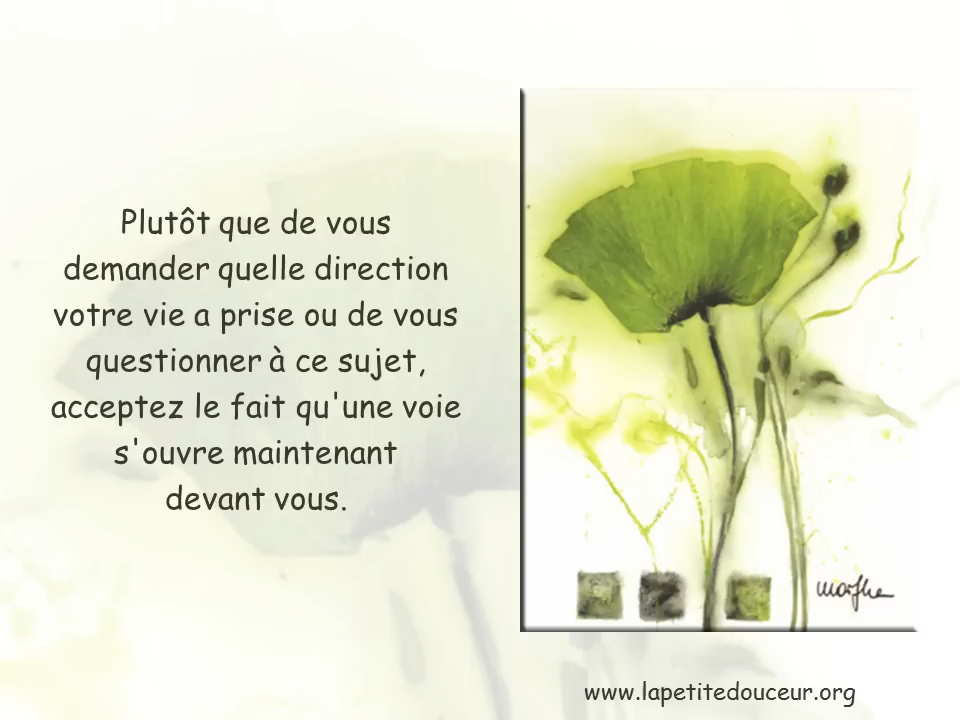 Plutôt que de vous
demander quelle direction
votre vie a prise ou de vous
questionner à ce sujet,
acceptez le fait qu'une voie
s'ouvre maintenant
devant vous.
www.lapetitedouceur.org